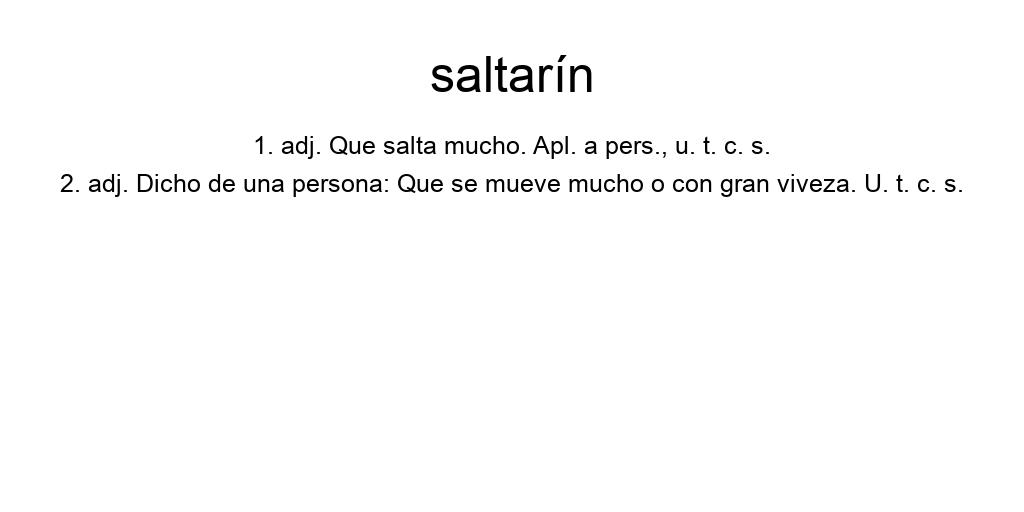 saltarín
1. adj. Que salta mucho. Apl. a pers., u. t. c. s.
2. adj. Dicho de una persona: Que se mueve mucho o con gran viveza. U. t. c. s.